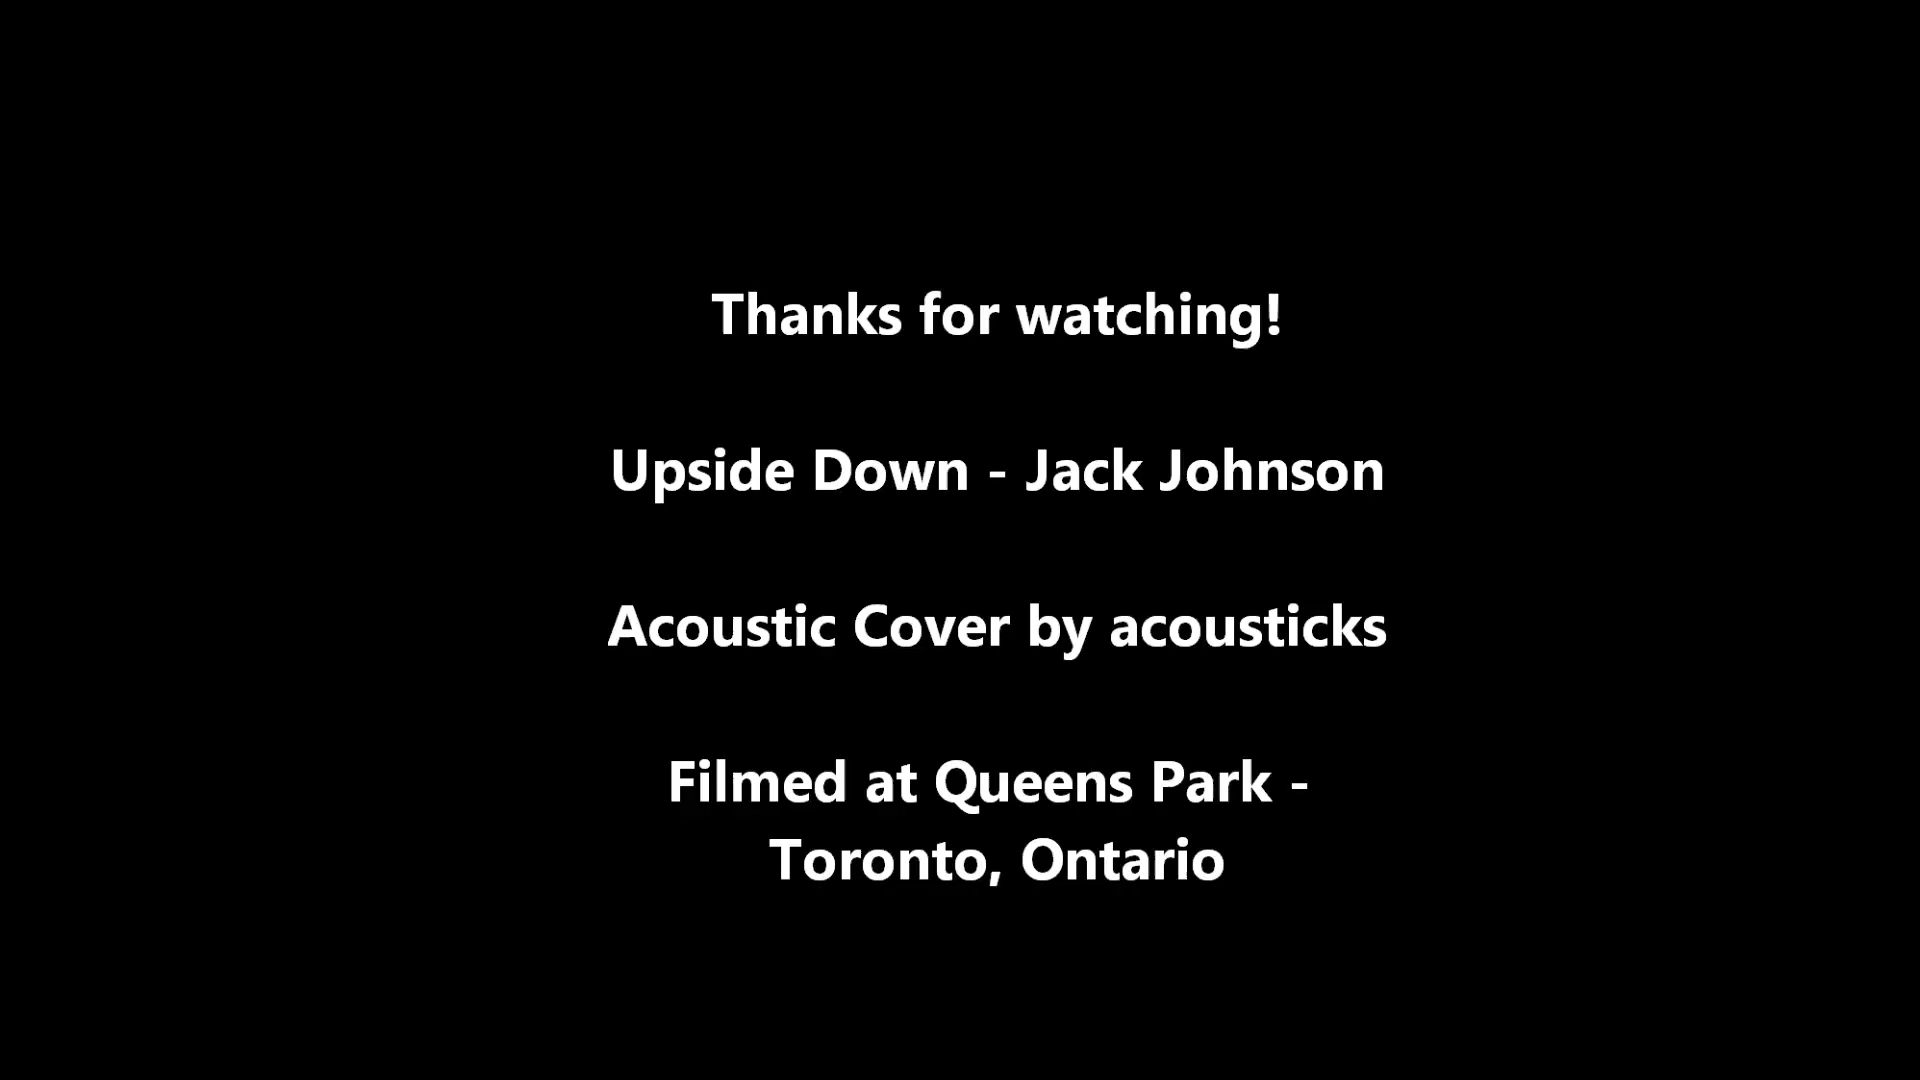 Thanks for watching!
Upside Down - Jack Johnson
Acoustic Cover by acousticks
Filmed at Queens Park -
Toronto, Ontario